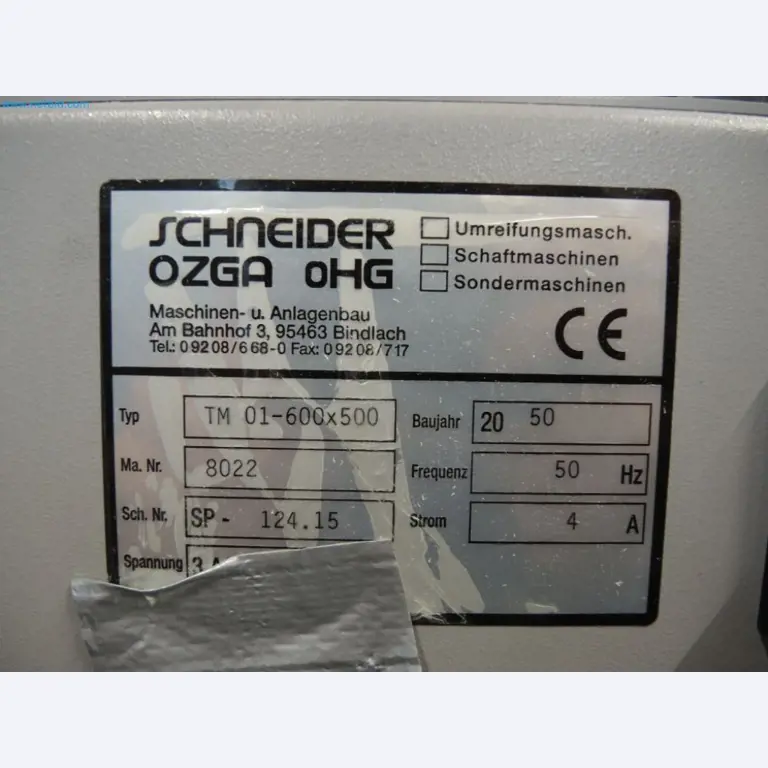 SCHNEIDER
OZGA OHG
Maschinen- u. Anlagenbau
Am Bahnhof 3, 95463 Bindlach
Tel.: 09208/668-0 Fax: 09208/717
Umreifungsmasch.
Schaftmaschinen
Sondermaschinen
CE
Typ TM 01-600x500 Baujahr 20 50
Ma. Nr. 8022 Frequenz 50 Hz
Sch. Nr. SP - 124.15 Strom 4 A
Spannung 3